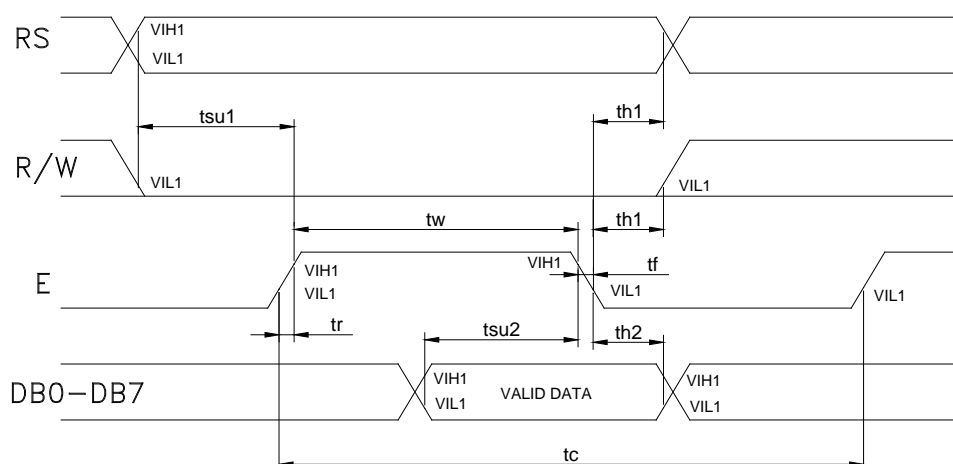 RS
VIH1
VIL1
tsu1
th1
R/W
VIL1
VIL1
tw
th1
E
VIH1
VIL1
VIH1
tf
VIL1
VIL1
tr
tsu2
th2
DB0-DB7
VIH1
VIL1
VALID DATA
VIH1
VIL1
tc